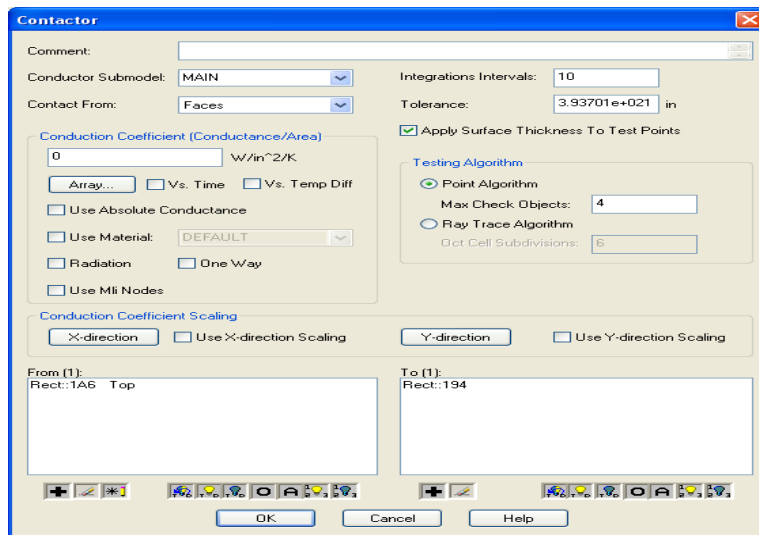 Contactor
Comment:
Conductor Submodel: MAIN
Integrations Intervals: 10
Contact From: Faces
Tolerance: 3.93701e+021 in
Apply Surface Thickness To Test Points
Conduction Coefficient (Conductance/Area)
0 W/in^2/K
Array... Vs. Time Vs. Temp Diff
Use Absolute Conductance
Use Material: DEFAULT
Radiation One Way
Use Mli Nodes
Testing Algorithm
Point Algorithm
Max Check Objects: 4
Ray Trace Algorithm
Oct Cell Subdivisions: 6
Conduction Coefficient Scaling
X-direction Use X-direction Scaling Y-direction Use Y-direction Scaling
From (1):
Rect::1A6 Top
To (1):
Rect::194
OK Cancel Help